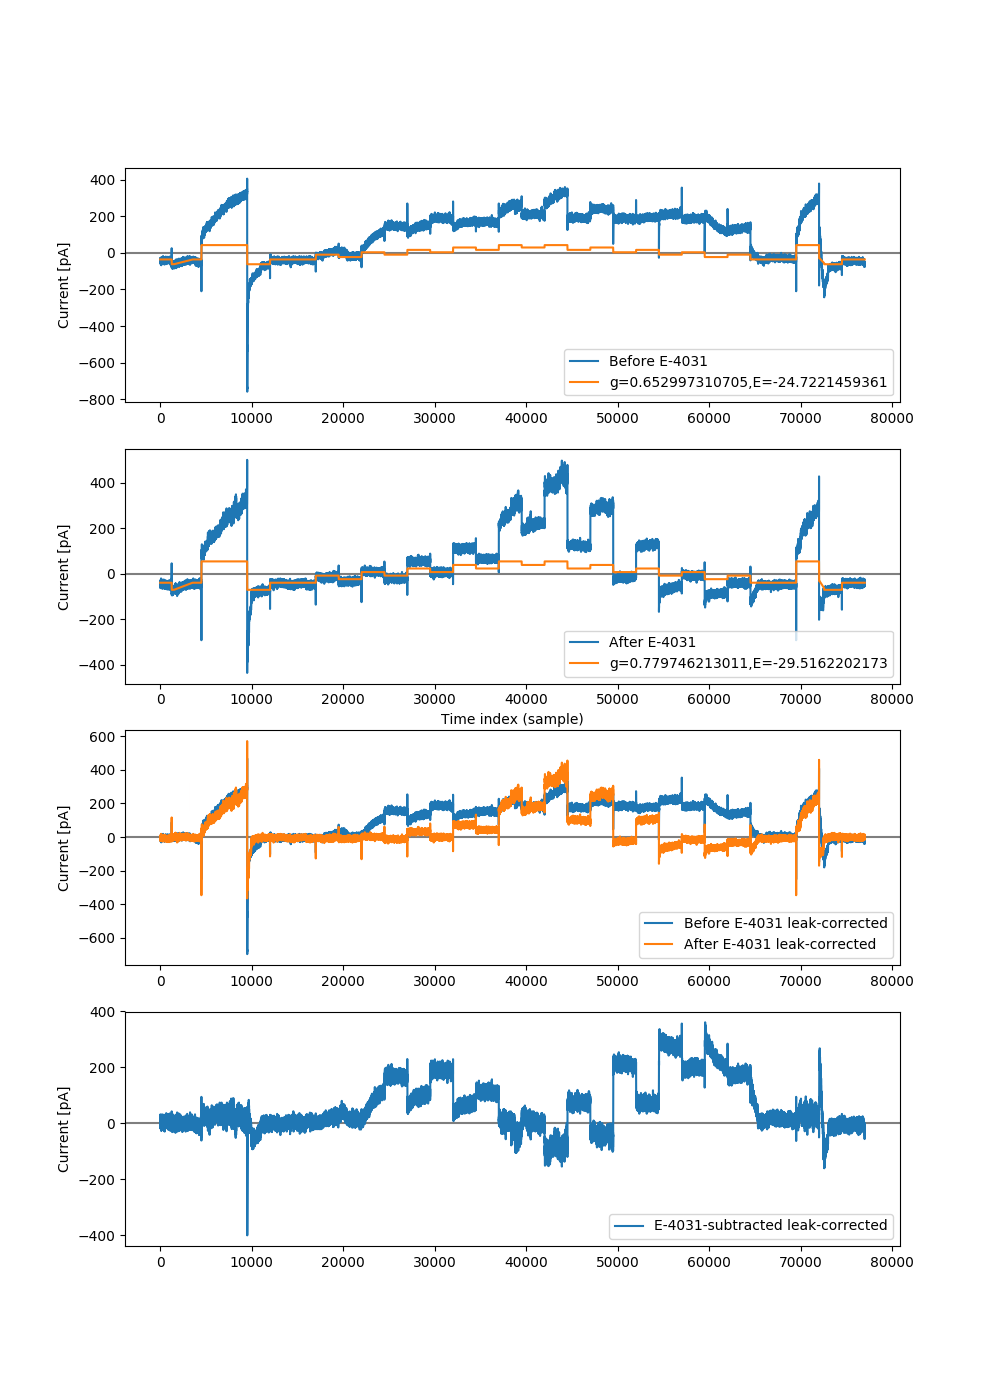 400
200
0
−200
−400
−600
−800
Current [pA]
Before E-4031
g=0.652997310705,E=-24.7221459361
0 10000 20000 30000 40000 50000 60000 70000 80000
400
200
0
−200
−400
Current [pA]
After E-4031
g=0.779746213011,E=-29.5162202173
0 10000 20000 30000 40000 50000 60000 70000 80000
Time index (sample)
600
400
200
0
−200
−400
−600
Current [pA]
Before E-4031 leak-corrected
After E-4031 leak-corrected
0 10000 20000 30000 40000 50000 60000 70000 80000
400
200
0
−200
−400
Current [pA]
E-4031-subtracted leak-corrected
0 10000 20000 30000 40000 50000 60000 70000 80000